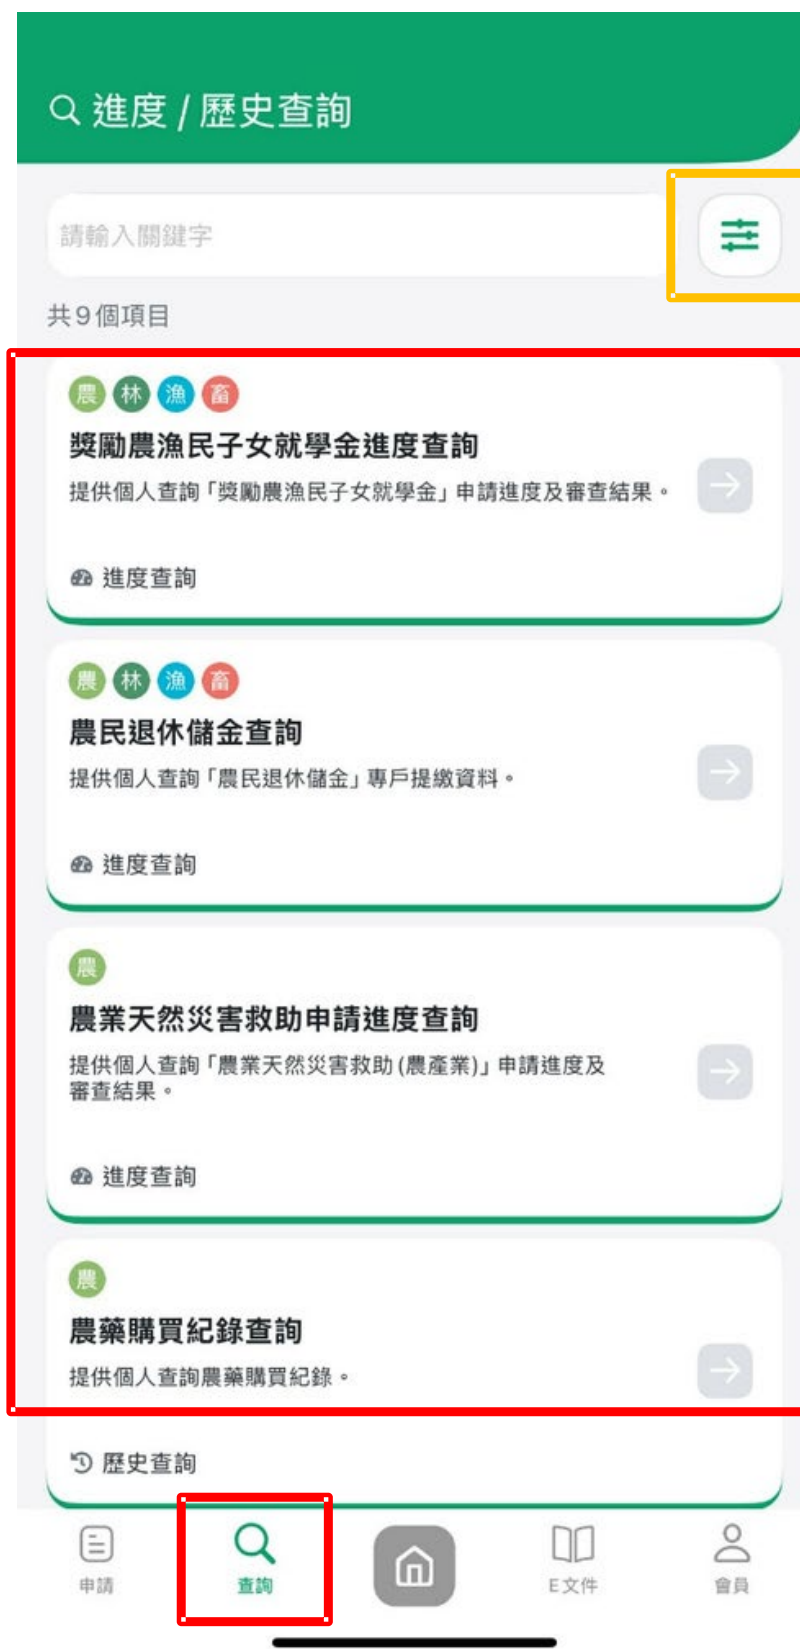 進度 / 歷史查詢
請輸入關鍵字
共9個項目
農 林 漁 畜
獎勵農漁民子女就學金進度查詢
提供個人查詢「獎勵農漁民子女就學金」申請進度及審查結果。
進度查詢
農 林 漁 畜
農民退休儲金查詢
提供個人查詢「農民退休儲金」專戶提繳資料。
進度查詢
農
農業天然災害救助申請進度查詢
提供個人查詢「農業天然災害救助(農產業)」申請進度及
審查結果。
進度查詢
農
農藥購買紀錄查詢
提供個人查詢農藥購買紀錄。
歷史查詢
申請 查詢 E文件 會員